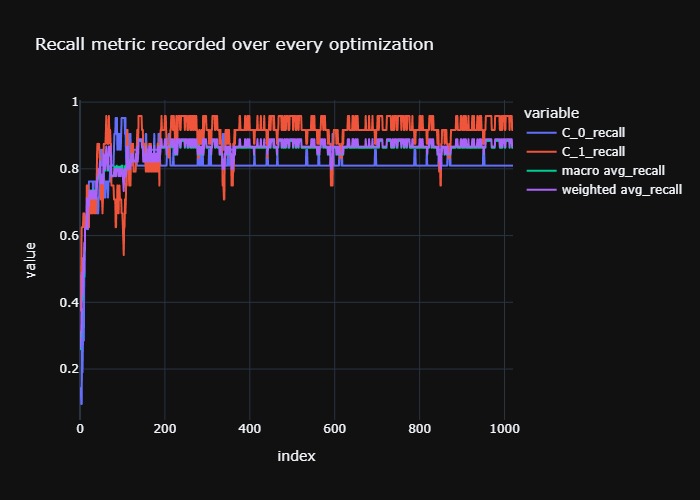 Recall metric recorded over every optimization
variable
C_0_recall
C_1_recall
macro avg_recall
weighted avg_recall
value
1
0.8
0.6
0.4
0.2
0
200
400
600
800
1000
index